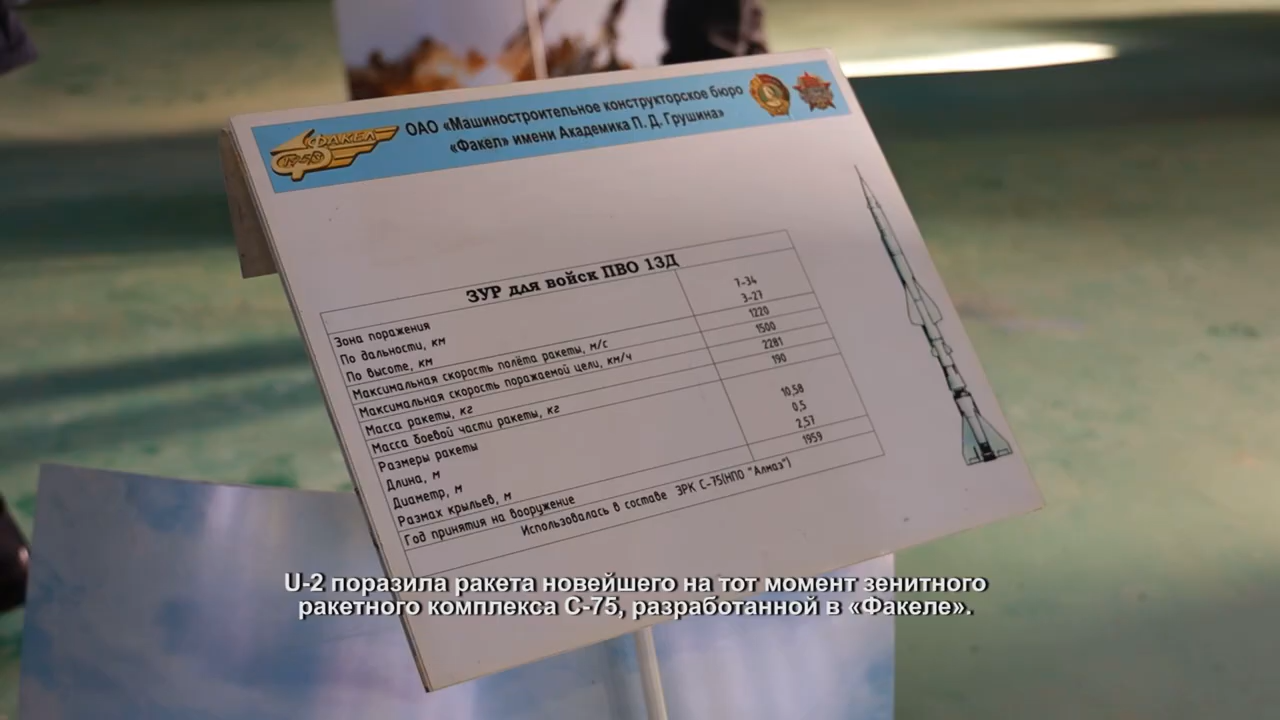 ФАКЕЛ
ОАО «Машиностроительное конструкторское бюро
«Факел» имени Академика П. Д. Грушина»
ЗУР для войск ПВО 13Д
Зона поражения
По дальности, км 7-34
По высоте, км 3-27
Максимальная скорость полёта ракеты, м/с 1220
Максимальная скорость поражаемой цели, км/ч 1500
Масса ракеты, кг 2281
Масса боевой части ракеты, кг 190
Размеры ракеты
Длина, м 10,58
Диаметр, м 0,5
Размах крыльев, м 2,57
Год принятия на вооружение 1959
Использовалась в составе ЗРК С-75(НПО "Алмаз")
U-2 поразила ракета новейшего на тот момент зенитного
ракетного комплекса С-75, разработанной в «Факеле».